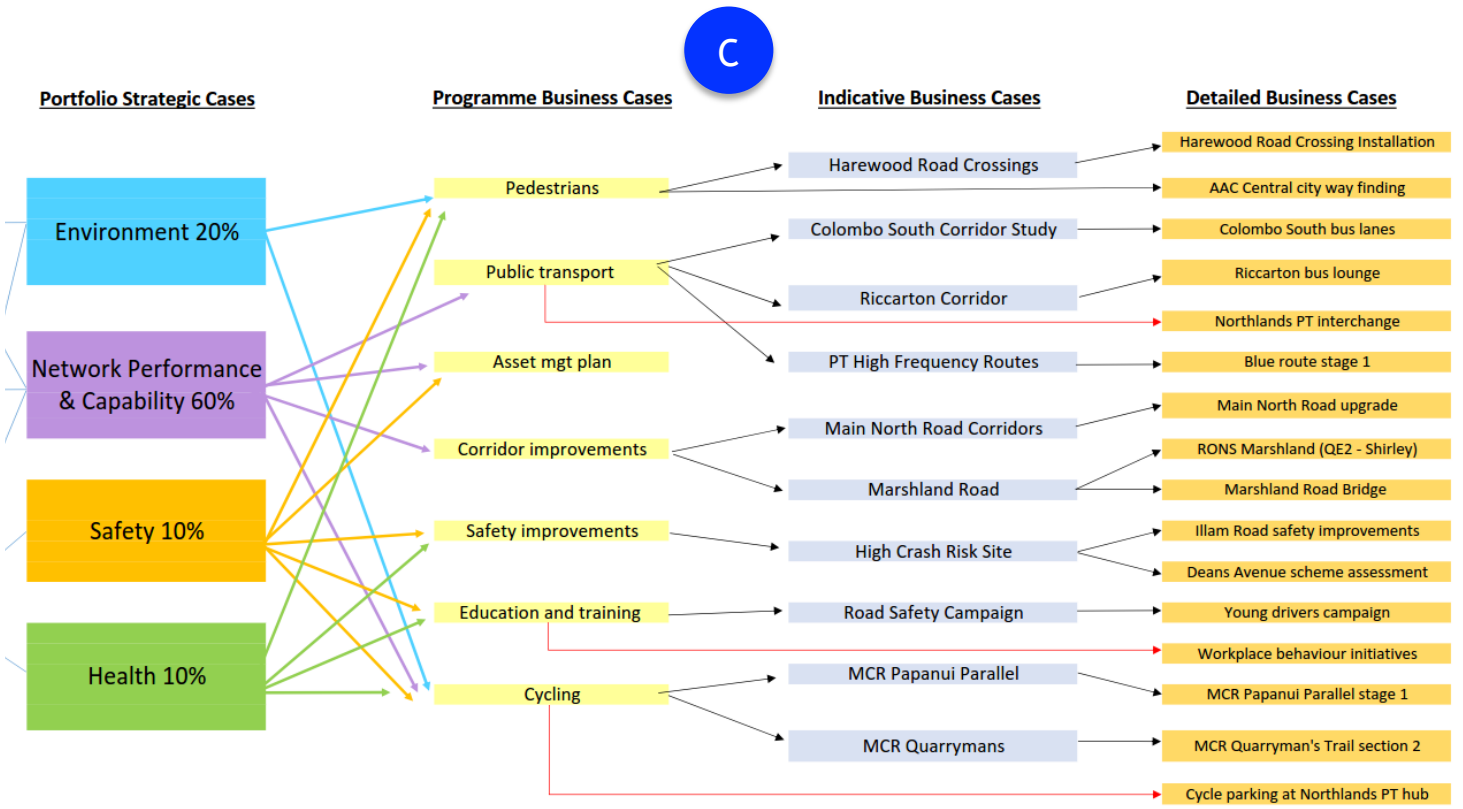 C
Portfolio Strategic Cases
Programme Business Cases
Indicative Business Cases
Detailed Business Cases
Environment 20%
Network Performance
& Capability 60%
Safety 10%
Health 10%
Pedestrians
Public transport
Asset mgt plan
Corridor improvements
Safety improvements
Education and training
Cycling
Harewood Road Crossings
Colombo South Corridor Study
Riccarton Corridor
PT High Frequency Routes
Main North Road Corridors
Marshland Road
High Crash Risk Site
Road Safety Campaign
MCR Papanui Parallel
MCR Quarrymans
Harewood Road Crossing Installation
AAC Central city way finding
Colombo South bus lanes
Riccarton bus lounge
Northlands PT interchange
Blue route stage 1
Main North Road upgrade
RONS Marshland (QE2 - Shirley)
Marshland Road Bridge
Illam Road safety improvements
Deans Avenue scheme assessment
Young drivers campaign
Workplace behaviour initiatives
MCR Papanui Parallel stage 1
MCR Quarryman's Trail section 2
Cycle parking at Northlands PT hub